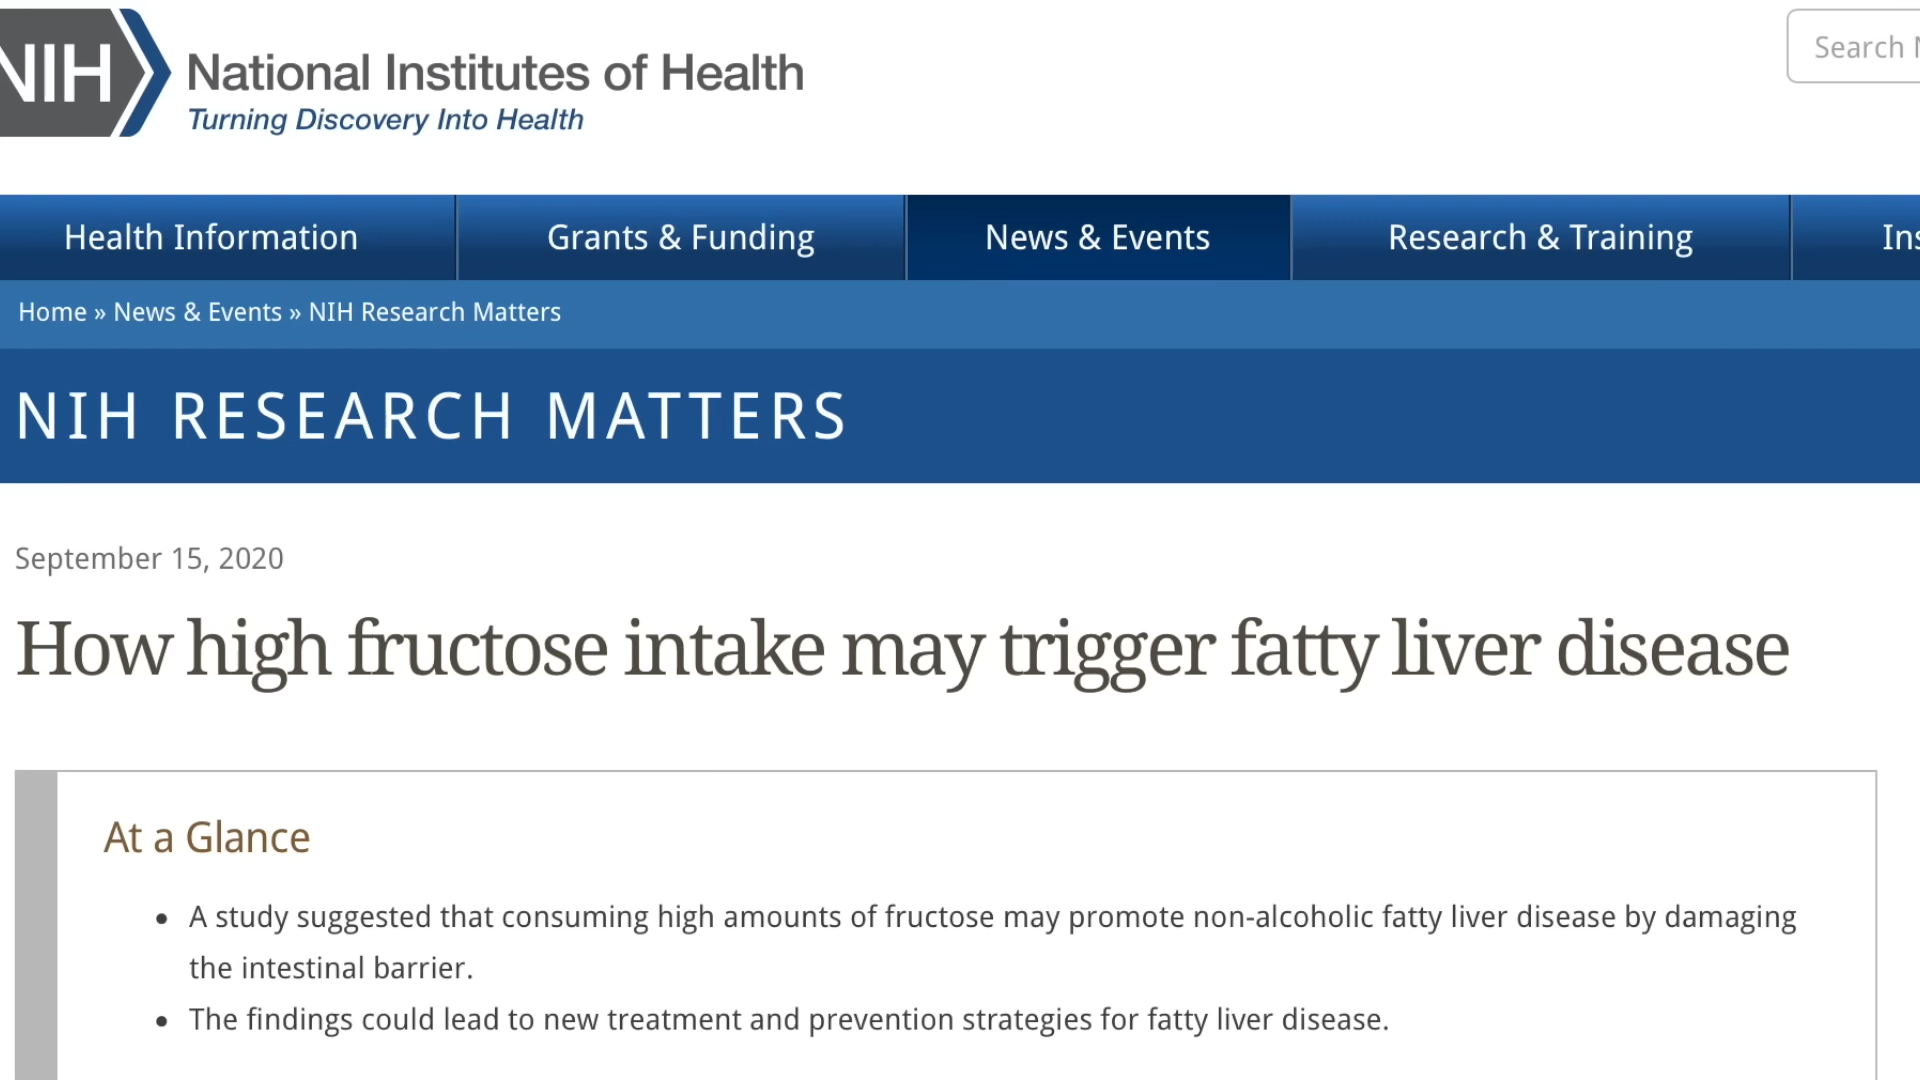 NIH
National Institutes of Health
Turning Discovery Into Health
Search
Health Information
Grants & Funding
News & Events
Research & Training
Home » News & Events » NIH Research Matters
NIH RESEARCH MATTERS
September 15, 2020
How high fructose intake may trigger fatty liver disease
At a Glance
• A study suggested that consuming high amounts of fructose may promote non-alcoholic fatty liver disease by damaging
the intestinal barrier.
• The findings could lead to new treatment and prevention strategies for fatty liver disease.